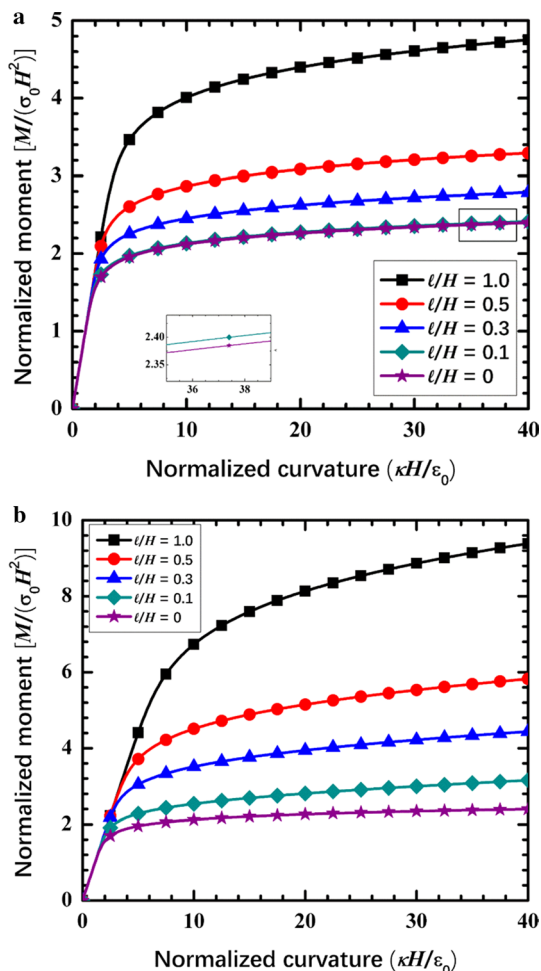 a
Normalized moment [M/(σ₀H²)]
5
4
3
2
1
0
2.40
2.35
36
38
ℓ/H = 1.0
ℓ/H = 0.5
ℓ/H = 0.3
ℓ/H = 0.1
ℓ/H = 0
0
10
20
30
40
Normalized curvature (κH/ε₀)
b
Normalized moment [M/(σ₀H²)]
10
8
6
4
2
0
ℓ/H = 1.0
ℓ/H = 0.5
ℓ/H = 0.3
ℓ/H = 0.1
ℓ/H = 0
0
10
20
30
40
Normalized curvature (κH/ε₀)